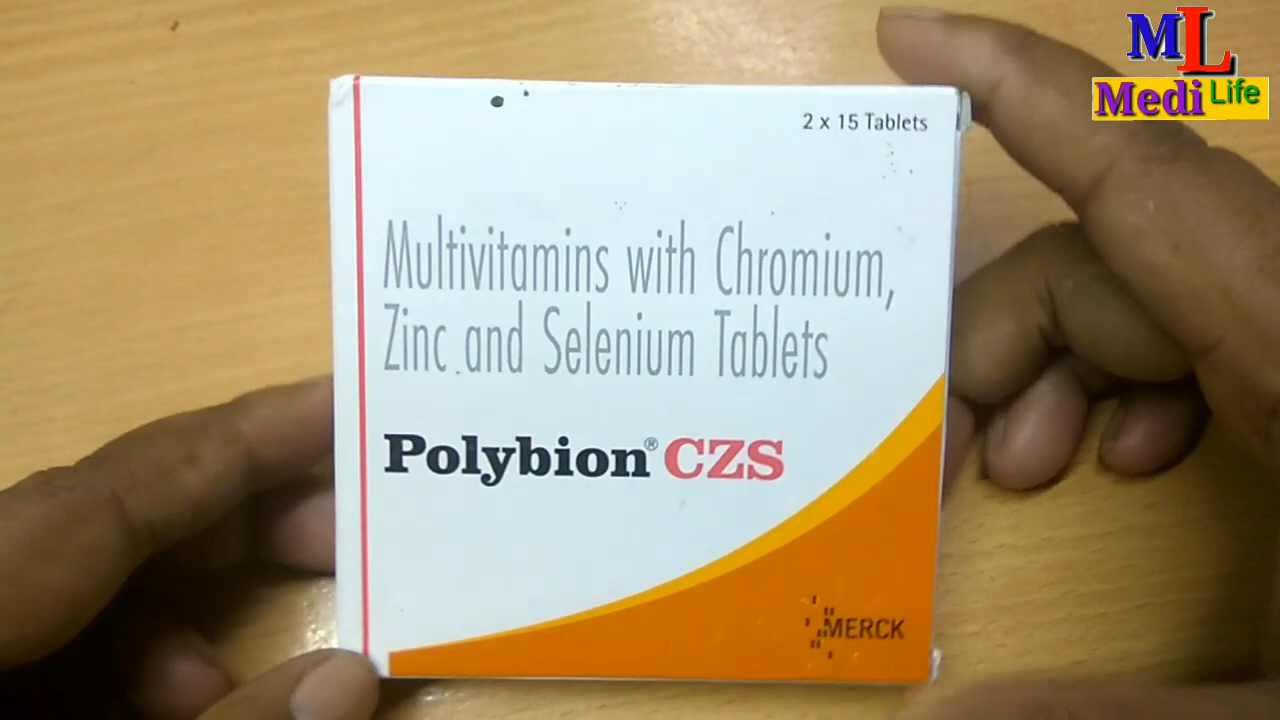 ML
Medi Life
2 x 15 Tablets
Multivitamins with Chromium,
Zinc and Selenium Tablets
Polybion® CZS
MERCK